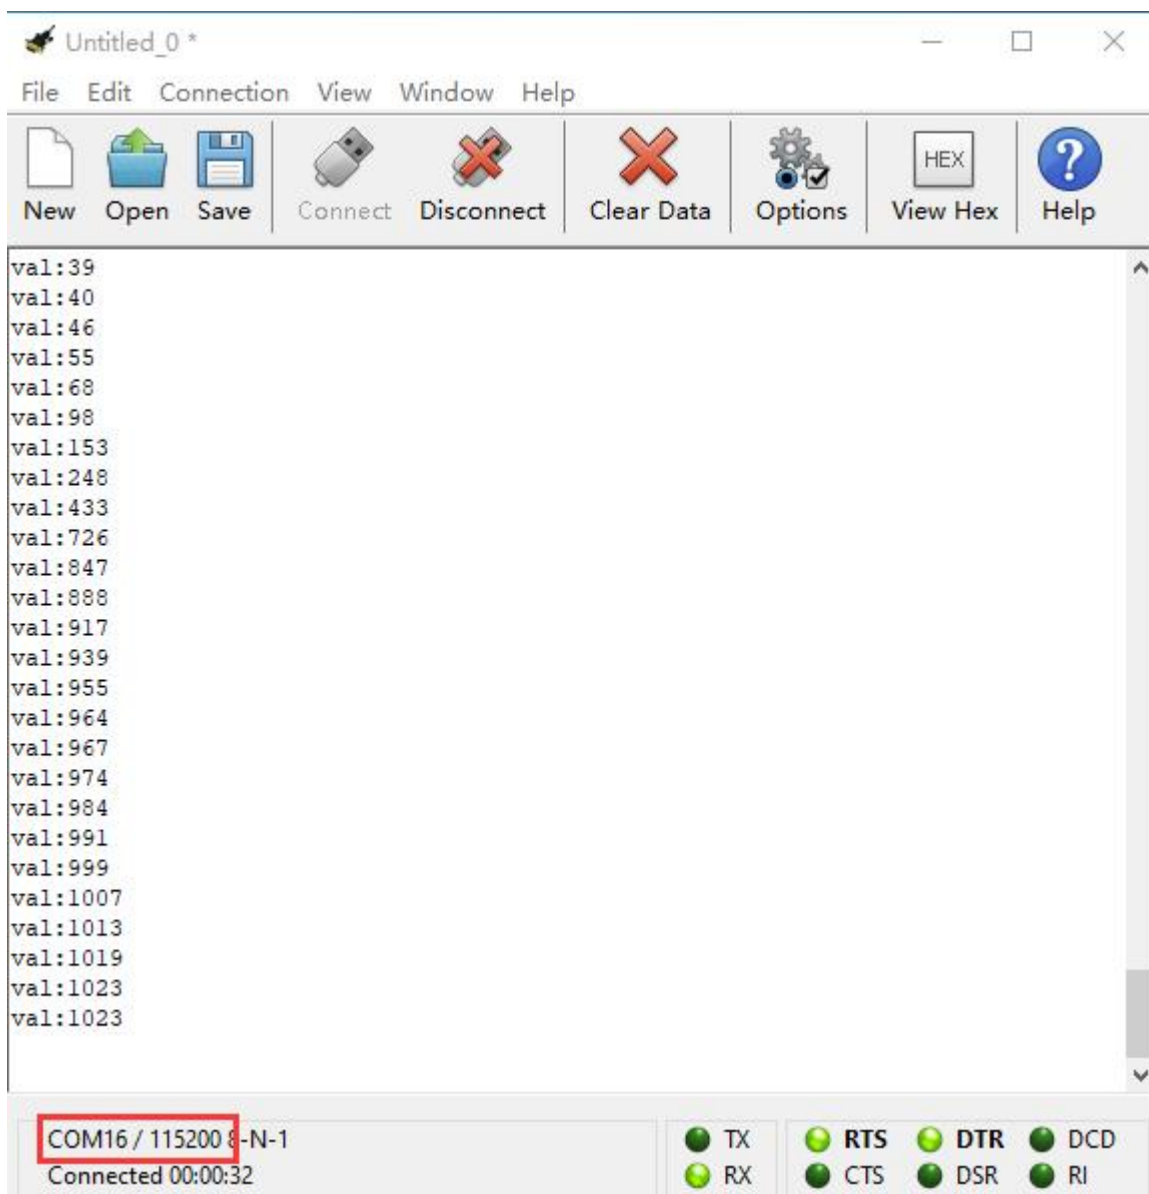 Untitled_0 *
File Edit Connection View Window Help
New Open Save Connect Disconnect Clear Data Options HEX View Hex ? Help
val:39
val:40
val:46
val:55
val:68
val:98
val:153
val:248
val:433
val:726
val:847
val:888
val:917
val:939
val:955
val:964
val:967
val:974
val:984
val:991
val:999
val:1007
val:1013
val:1019
val:1023
val:1023
COM16 / 115200 8-N-1
Connected 00:00:32
TX RTS DTR DCD
RX CTS DSR RI